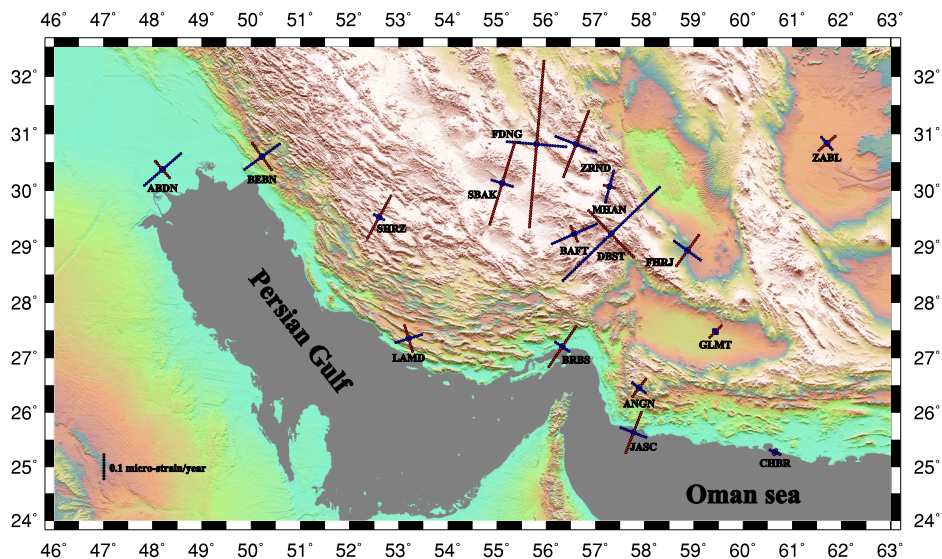 46° 47° 48° 49° 50° 51° 52° 53° 54° 55° 56° 57° 58° 59° 60° 61° 62° 63°
32° 32°
31° 31°
FDNG
ZABL
ZRND
ABDN
BEBN
30° 30°
SBAK
MHAN
SHRZ
29° 29°
BAFT
DBST
FHRJ
28° 28°
Persian Gulf
GLMT
27° 27°
LAMD
BRBS
ANGN
26° 26°
JASC
CHBR
25° 25°
0.1 micro-strain/year
Oman sea
24° 24°
46° 47° 48° 49° 50° 51° 52° 53° 54° 55° 56° 57° 58° 59° 60° 61° 62° 63°